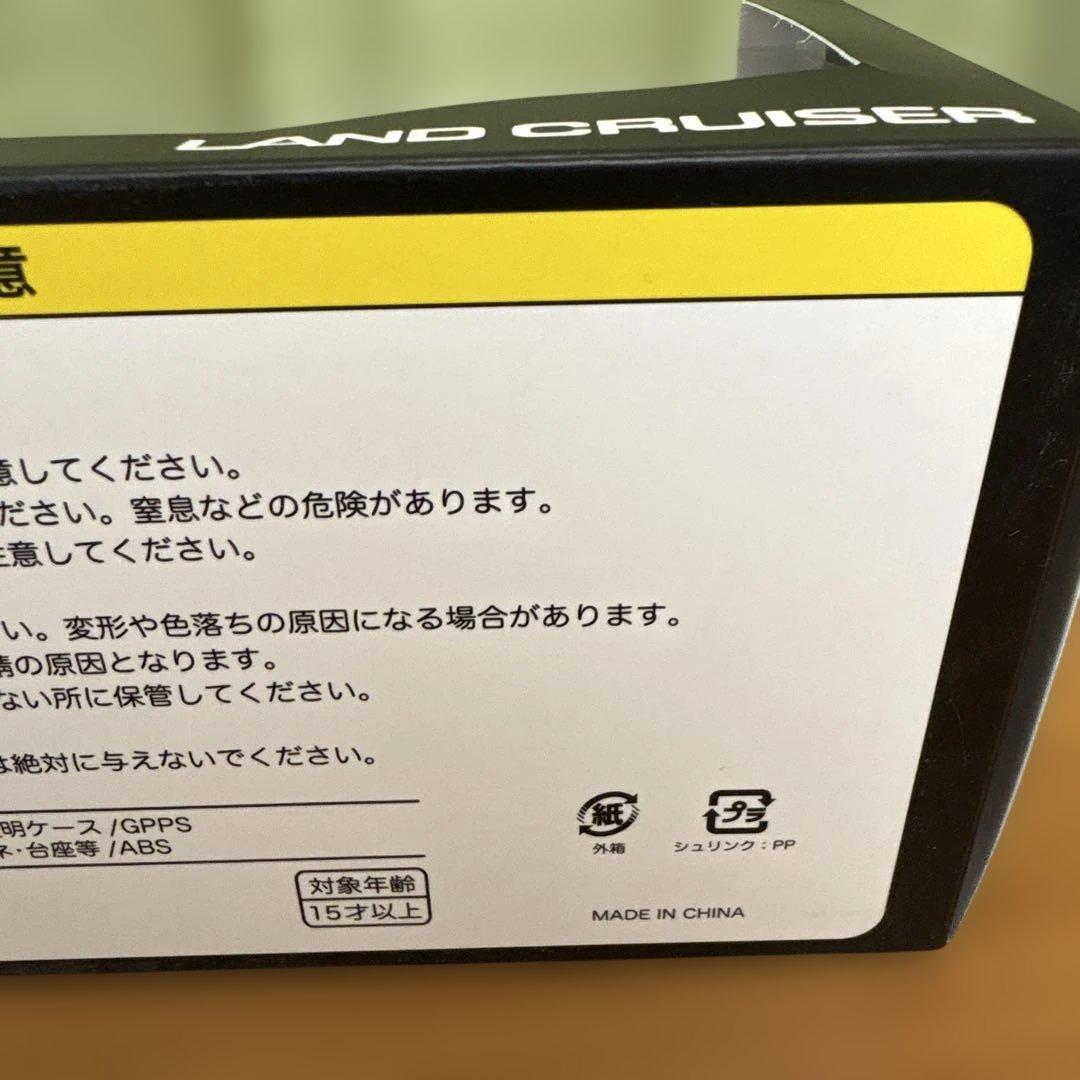 LAND CRUISER
意
意してください。
ださい。窒息などの危険があります。
注意してください。
い。変形や色落ちの原因になる場合があります。
の原因となります。
ない所に保管してください。
は絶対に与えないでください。
明ケース /GPPS
ネ・台座等 /ABS
対象年齢
15才以上
紙
外箱
プラ
シュリンク：PP
MADE IN CHINA